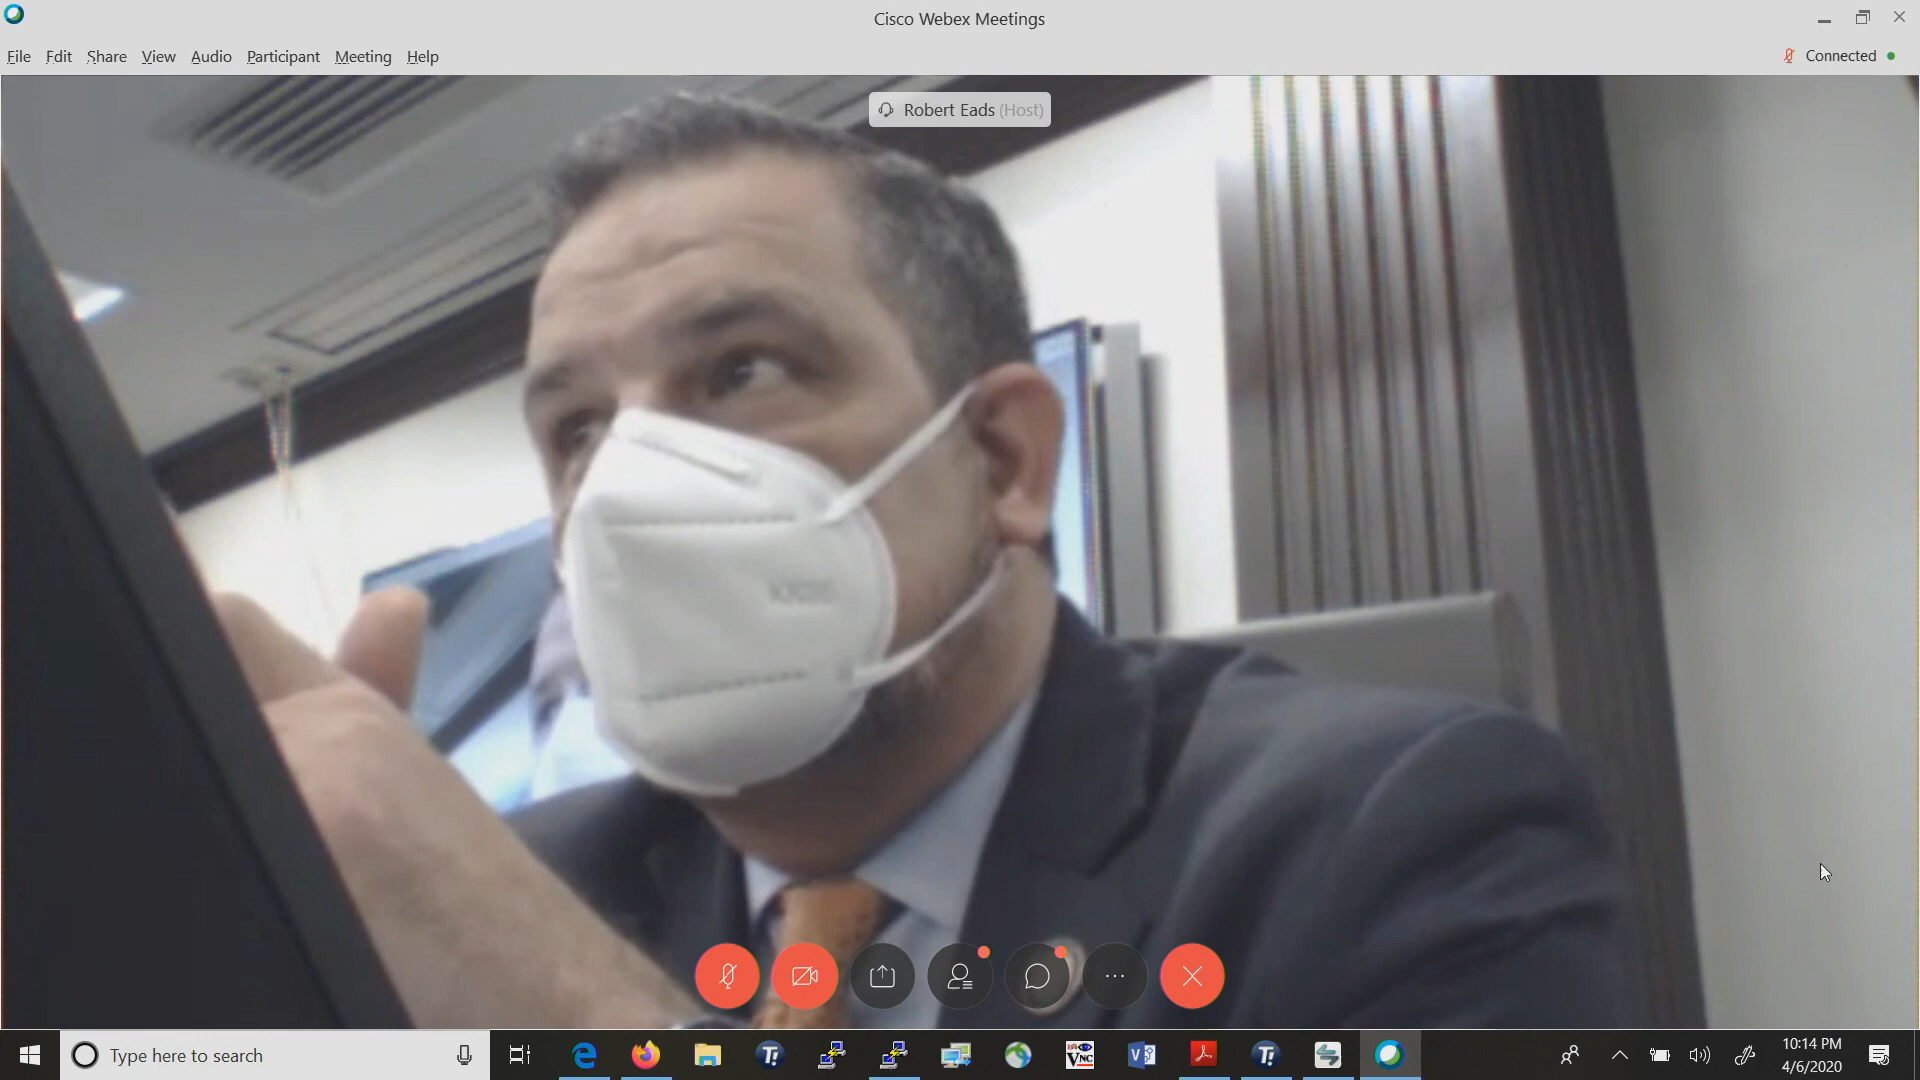 Cisco Webex Meetings
File Edit Share View Audio Participant Meeting Help
Connected
Robert Eads (Host)
Type here to search
10:14 PM
4/6/2020